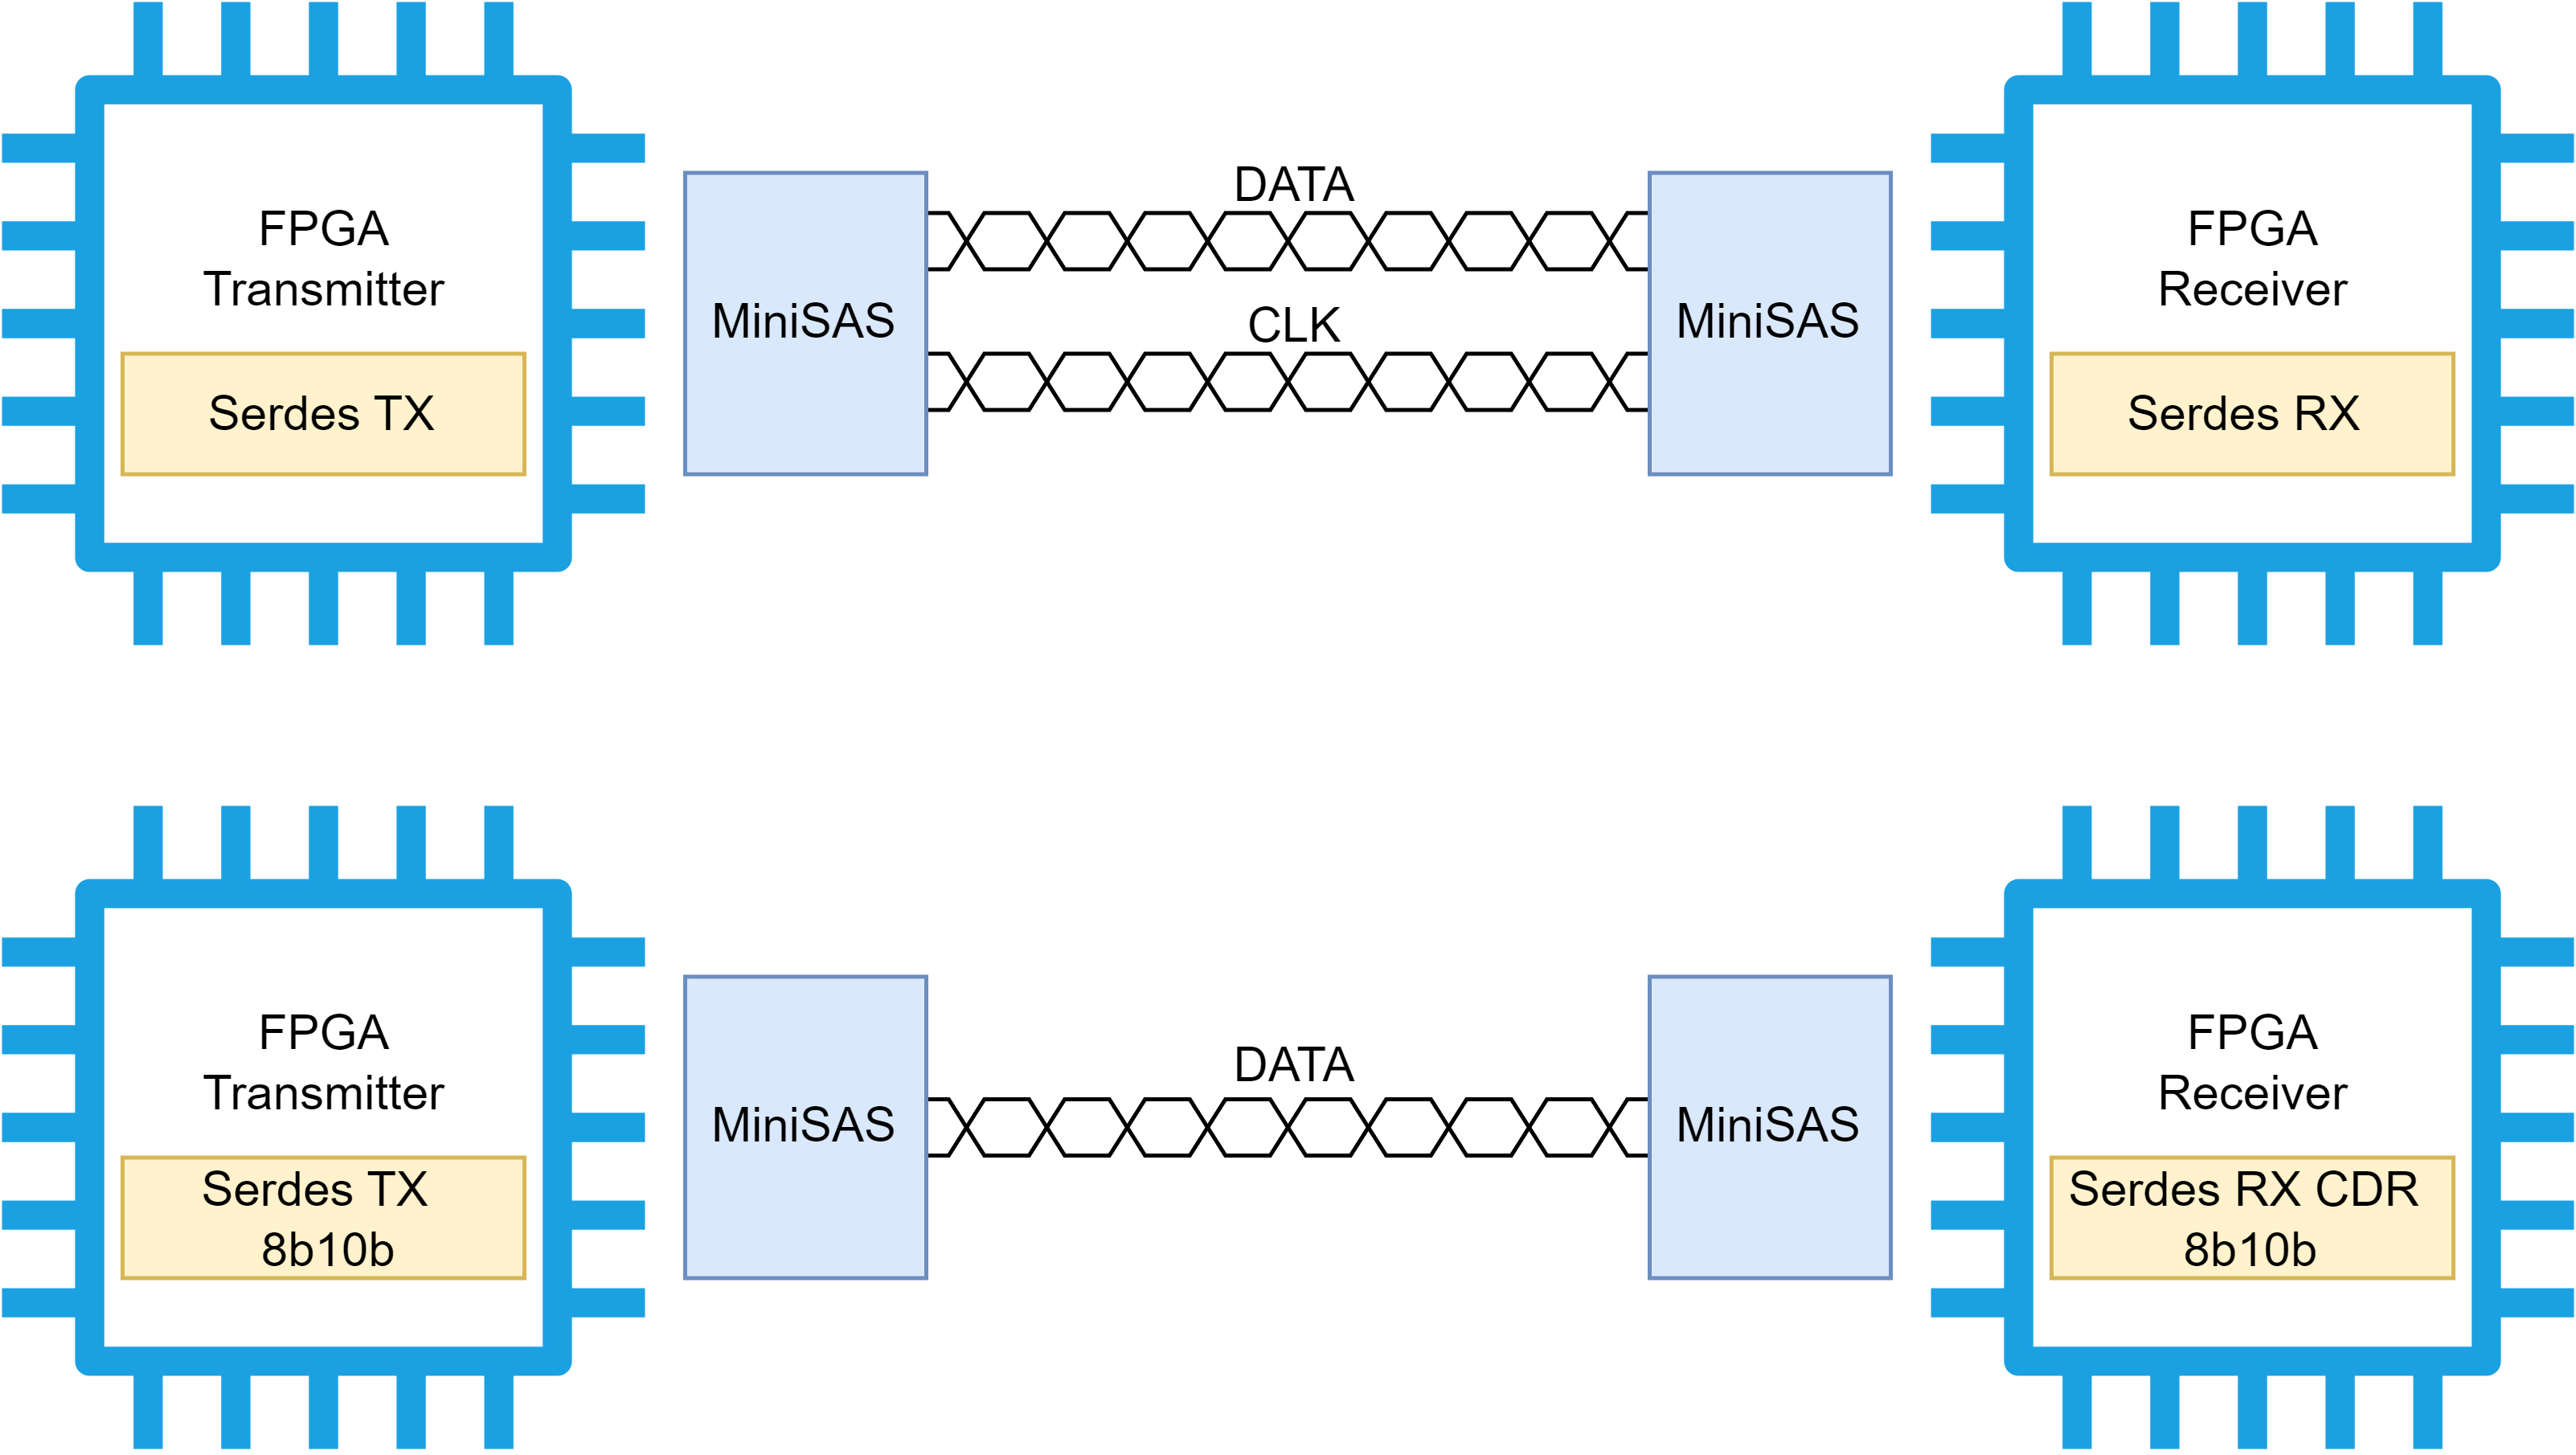 FPGA
Transmitter
Serdes TX
MiniSAS
DATA
CLK
MiniSAS
FPGA
Receiver
Serdes RX
FPGA
Transmitter
Serdes TX
8b10b
MiniSAS
DATA
MiniSAS
FPGA
Receiver
Serdes RX CDR
8b10b